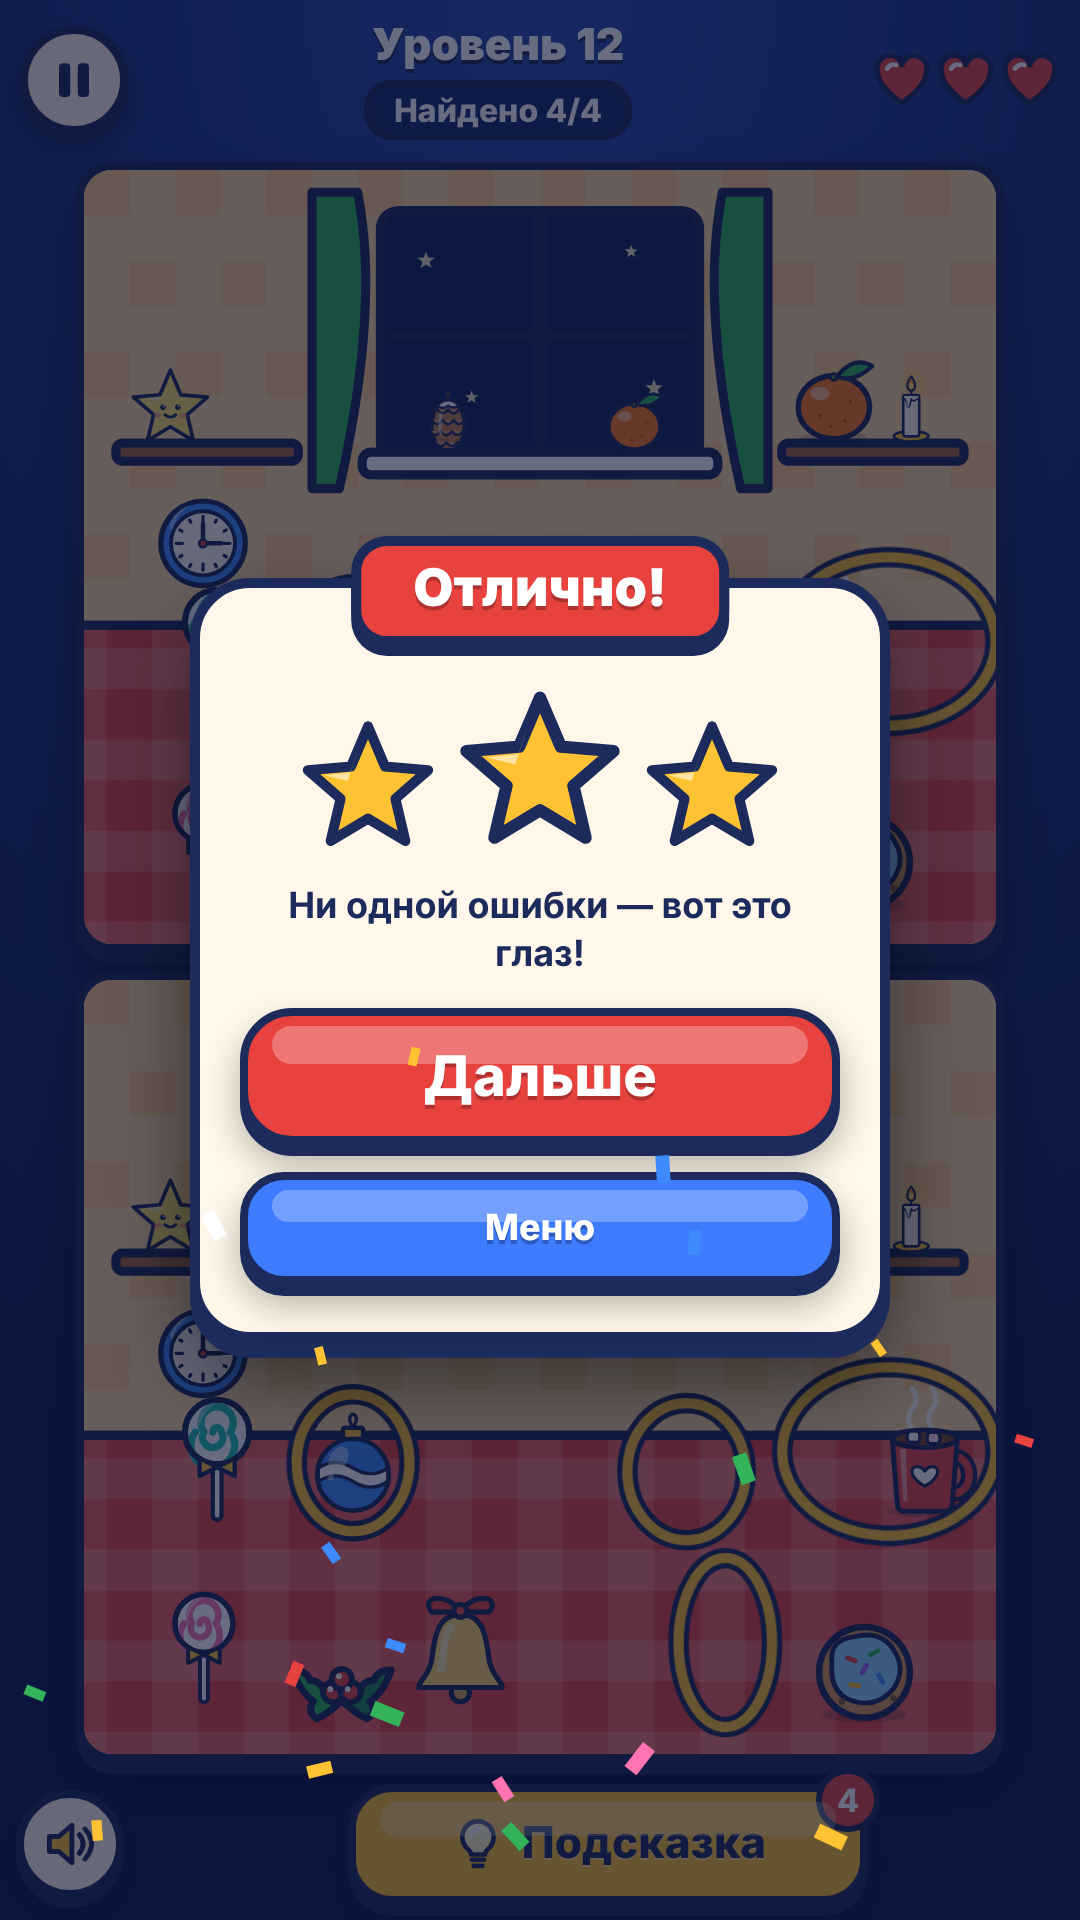 Уровень 12
Найдено 4/4
Отлично!
Ни одной ошибки — вот это
глаз!
Дальше
Меню
4
Подсказка